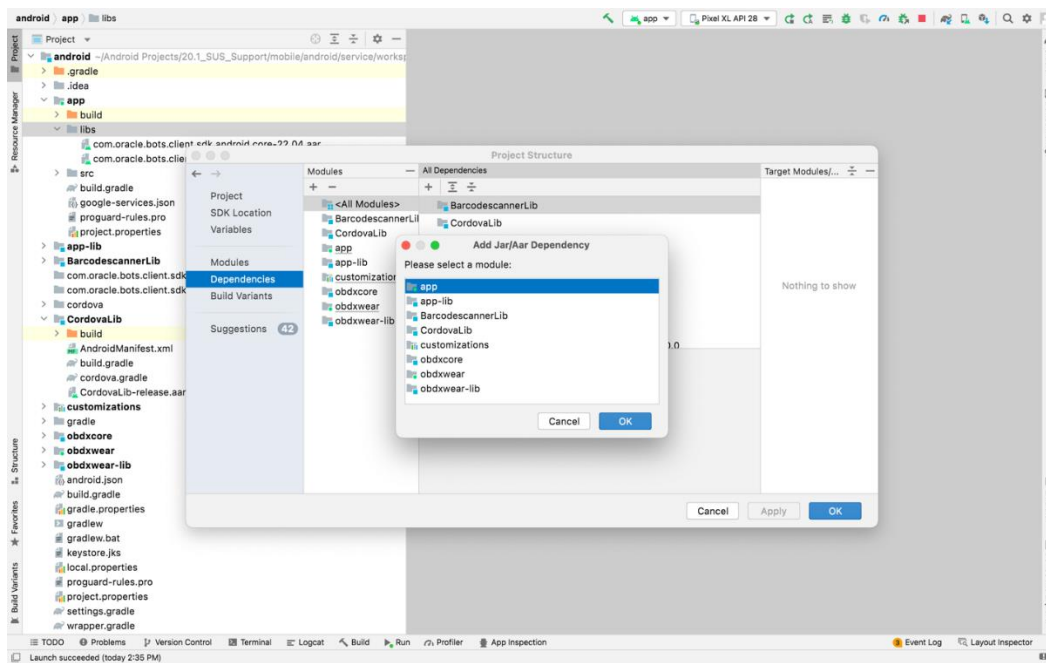 android › app › libs
app
Pixel XL API 28
Project
android ~/Android Projects/20.1_SUS_Support/mobile/android/service/worksp
.gradle
.idea
app
build
libs
com.oracle.bots.client.sdk.android.core-22.04.aar
com.oracle.bots.clie
src
build.gradle
google-services.json
proguard-rules.pro
project.properties
app-lib
BarcodescannerLib
com.oracle.bots.client.sdk
com.oracle.bots.client.sdk
cordova
CordovaLib
build
AndroidManifest.xml
build.gradle
cordova.gradle
CordovaLib-release.aar
customizations
gradle
obdxcore
obdxwear
obdxwear-lib
android.json
build.gradle
gradle.properties
gradlew
gradlew.bat
keystore.jks
local.properties
proguard-rules.pro
project.properties
settings.gradle
wrapper.gradle
Project
Resource Manager
Structure
Favorites
Build Variants
Project Structure
Project
SDK Location
Variables
Modules
Dependencies
Build Variants
Suggestions 42
Modules
<All Modules>
BarcodescannerLi
CordovaLib
app
app-lib
customization
obdxcore
obdxwear
obdxwear-lib
All Dependencies
BarcodescannerLib
CordovaLib
Target Modules/...
Nothing to show
Add Jar/Aar Dependency
Please select a module:
app
app-lib
BarcodescannerLib
CordovaLib
customizations
obdxcore
obdxwear
obdxwear-lib
Cancel OK
Cancel Apply OK
TODO Problems Version Control Terminal Logcat Build Run Profiler App Inspection Event Log Layout Inspector
Launch succeeded (today 2:35 PM)